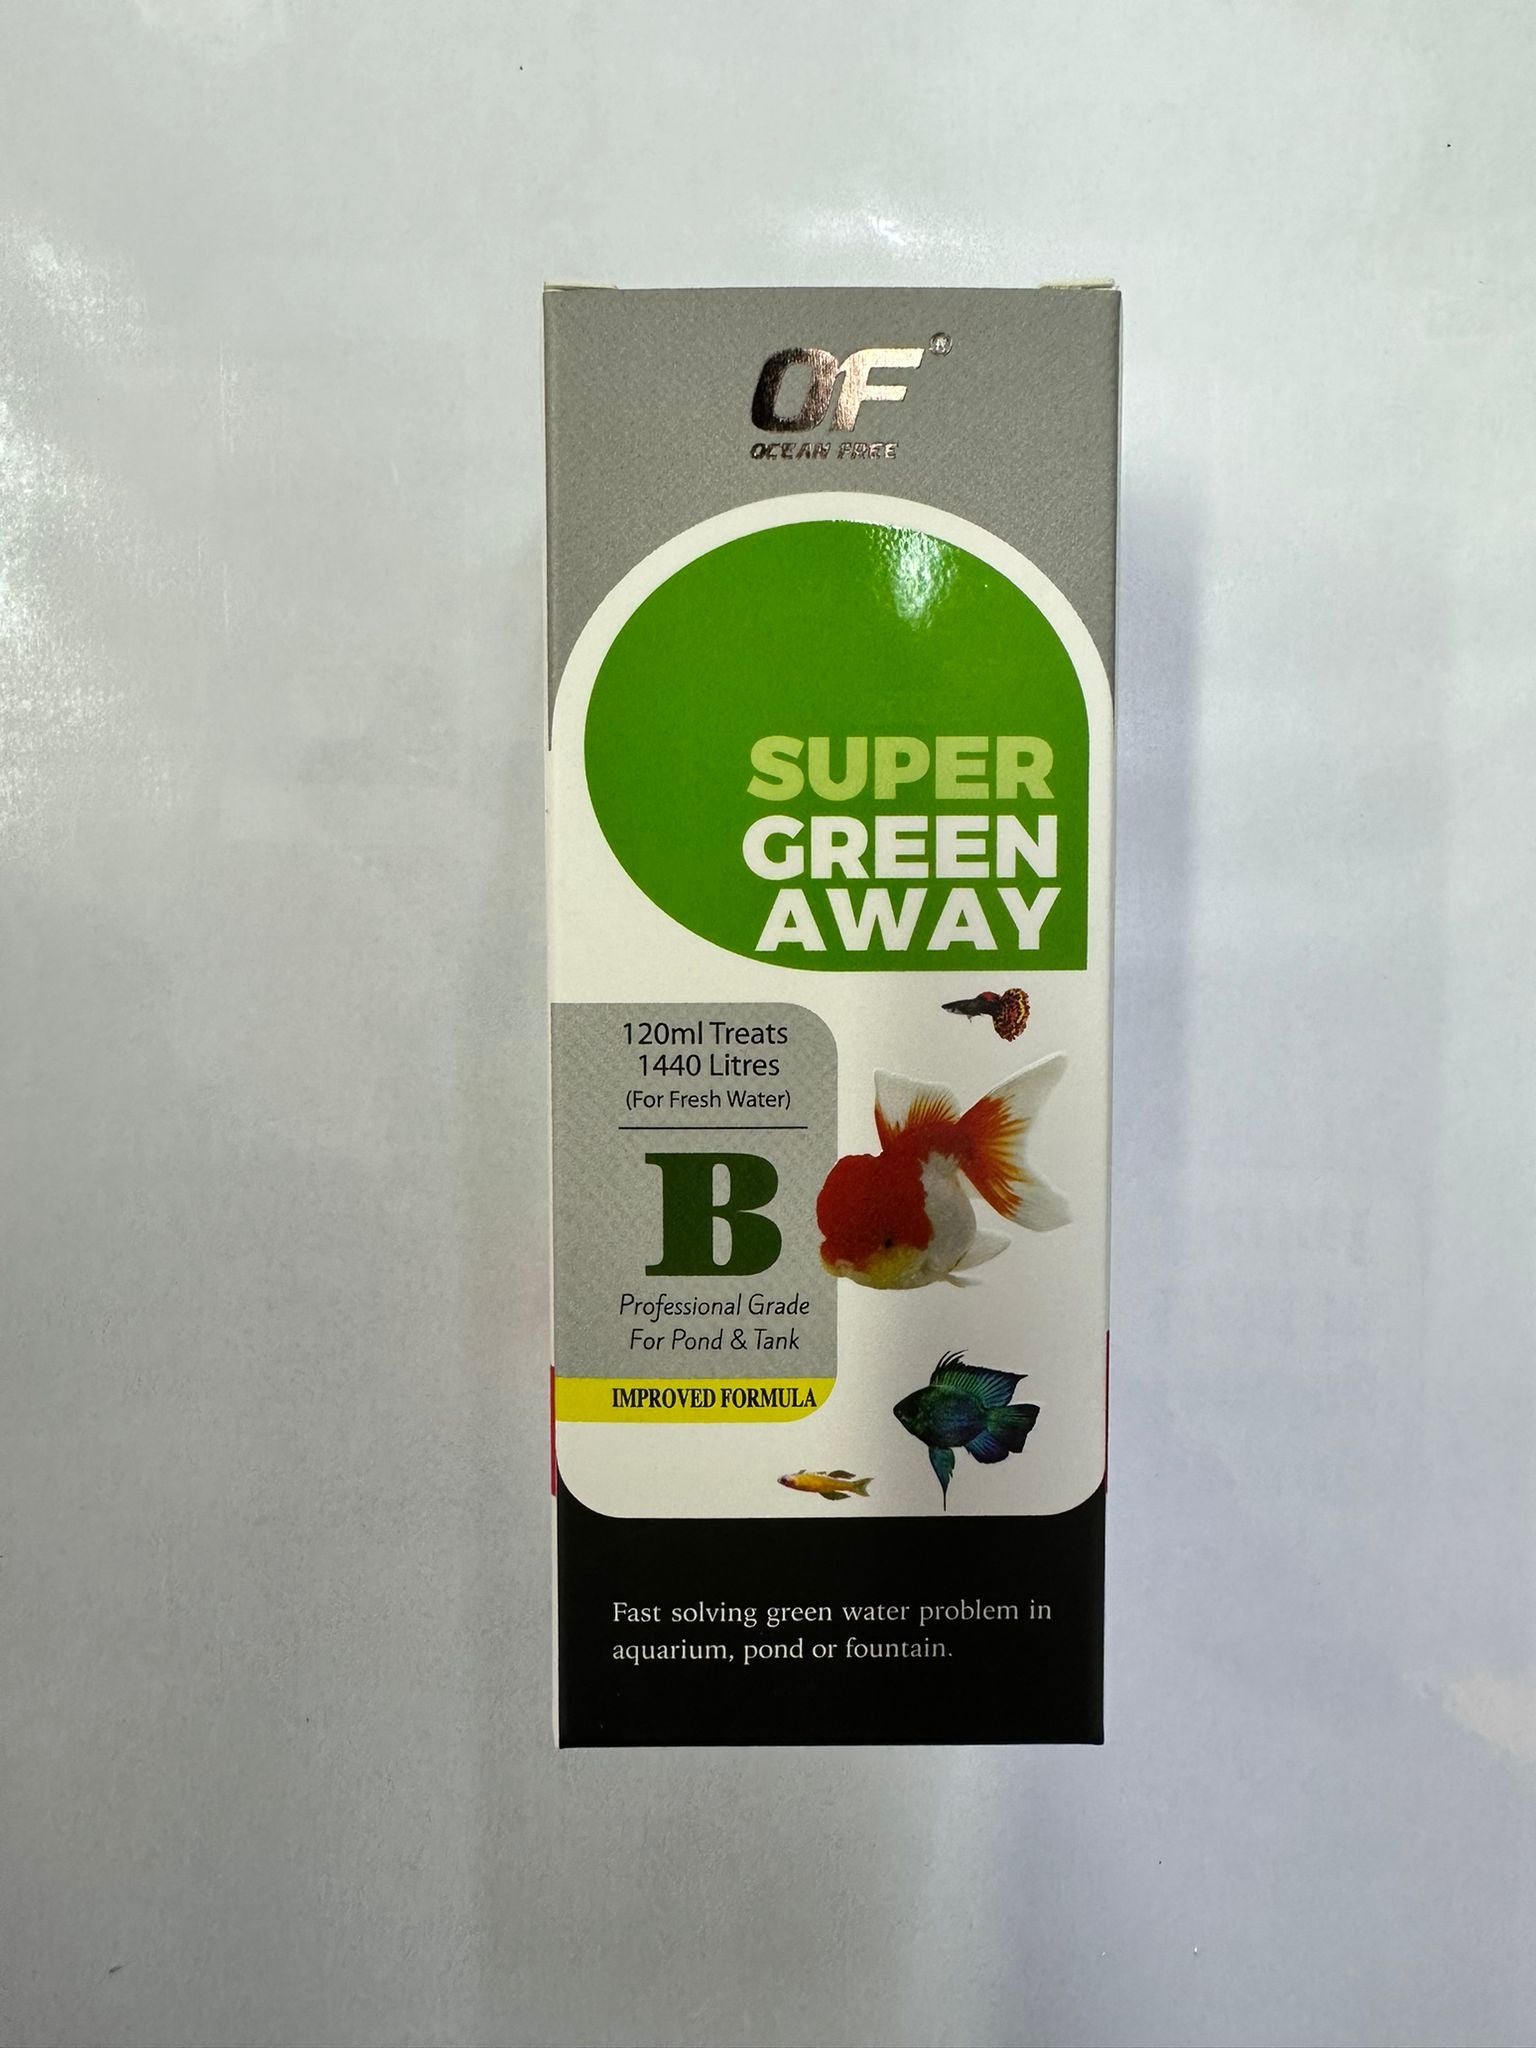 OF®
OCEAN FREE
SUPER
GREEN
AWAY
120ml Treats
1440 Litres
(For Fresh Water)
B
Professional Grade
For Pond & Tank
IMPROVED FORMULA
Fast solving green water problem in
aquarium, pond or fountain.